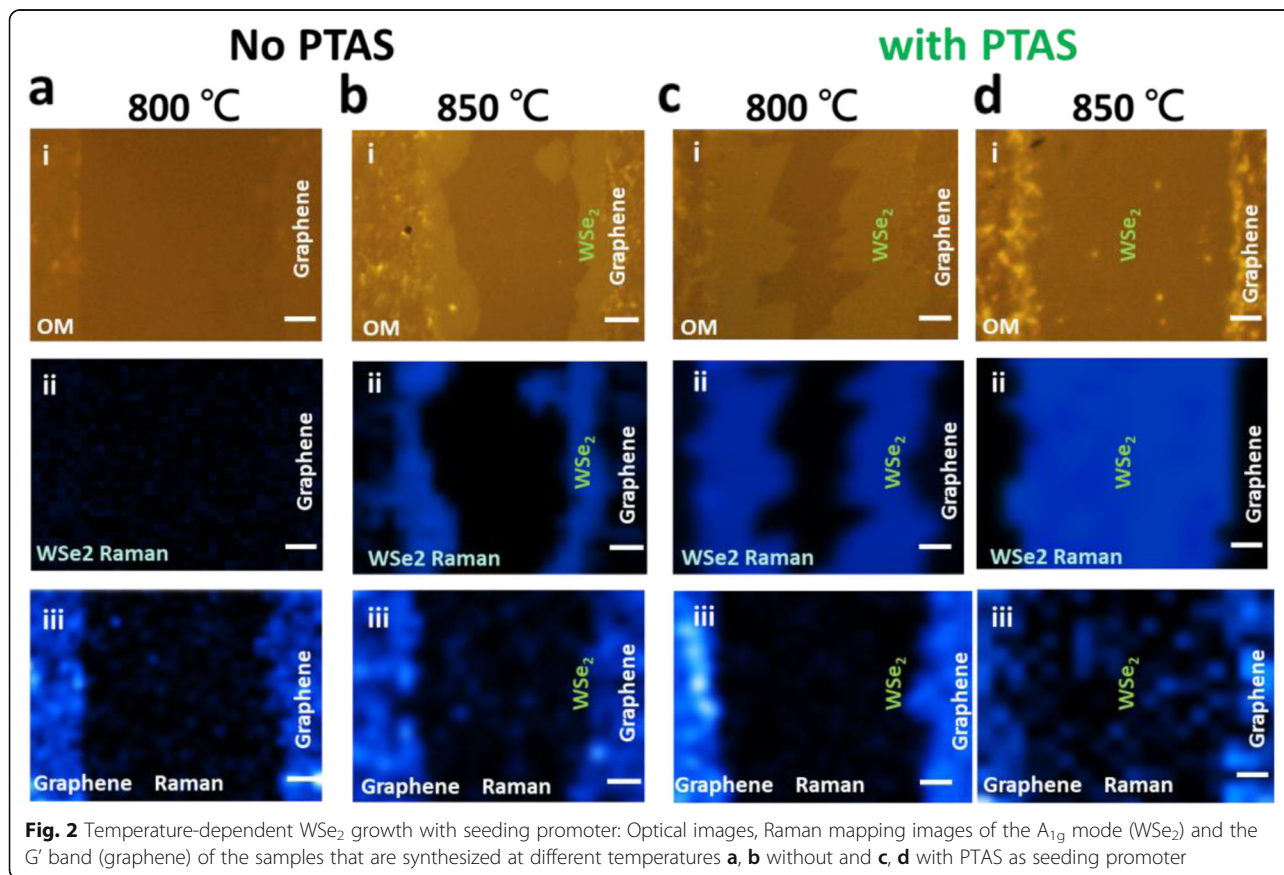 No PTAS
with PTAS
a
800 ℃
b
850 ℃
c
800 ℃
d
850 ℃
i
Graphene
OM
i
WSe₂
Graphene
OM
i
WSe₂
Graphene
OM
i
WSe₂
Graphene
OM
ii
Graphene
WSe2 Raman
ii
WSe₂
Graphene
WSe2 Raman
ii
WSe₂
Graphene
WSe2 Raman
ii
WSe₂
Graphene
WSe2 Raman
iii
Graphene
Graphene Raman
iii
WSe₂
Graphene
Graphene Raman
iii
WSe₂
Graphene
Graphene Raman
iii
WSe₂
Graphene
Graphene Raman
Fig. 2 Temperature-dependent WSe₂ growth with seeding promoter: Optical images, Raman mapping images of the A₁g mode (WSe₂) and the
G′ band (graphene) of the samples that are synthesized at different temperatures a, b without and c, d with PTAS as seeding promoter